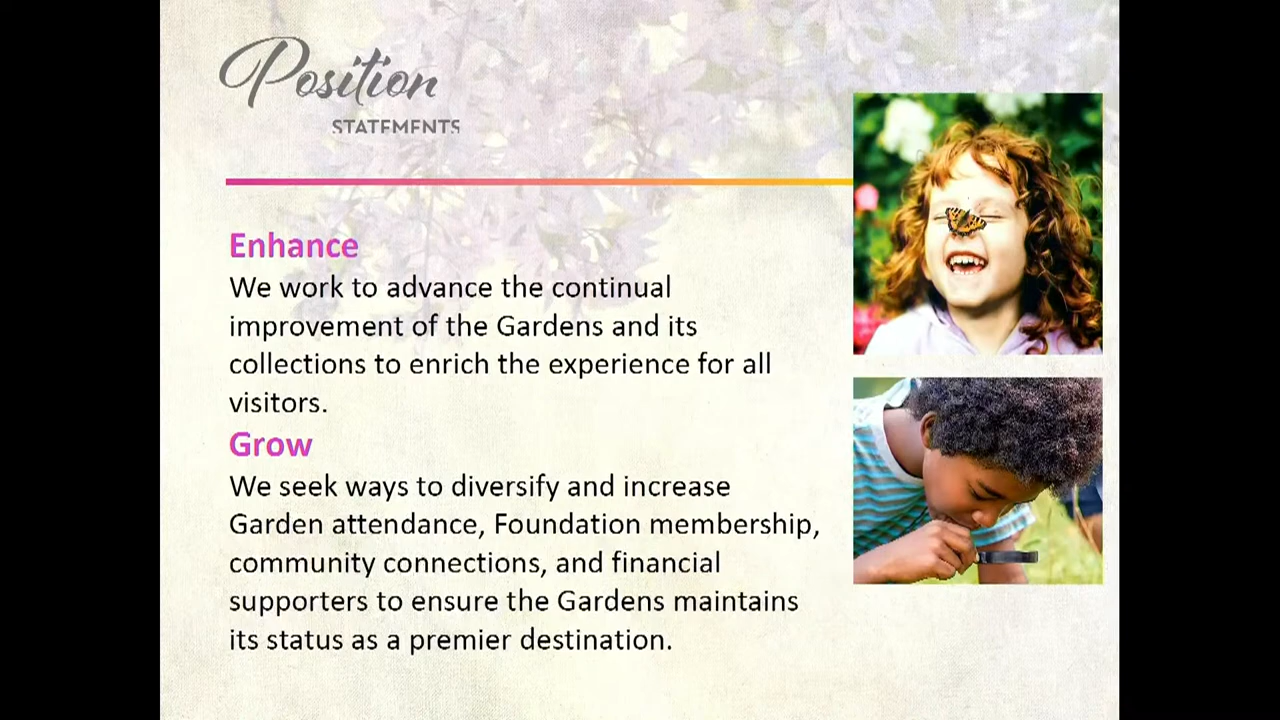 Position
STATEMENTS
Enhance
We work to advance the continual
improvement of the Gardens and its
collections to enrich the experience for all
visitors.
Grow
We seek ways to diversify and increase
Garden attendance, Foundation membership,
community connections, and financial
supporters to ensure the Gardens maintains
its status as a premier destination.